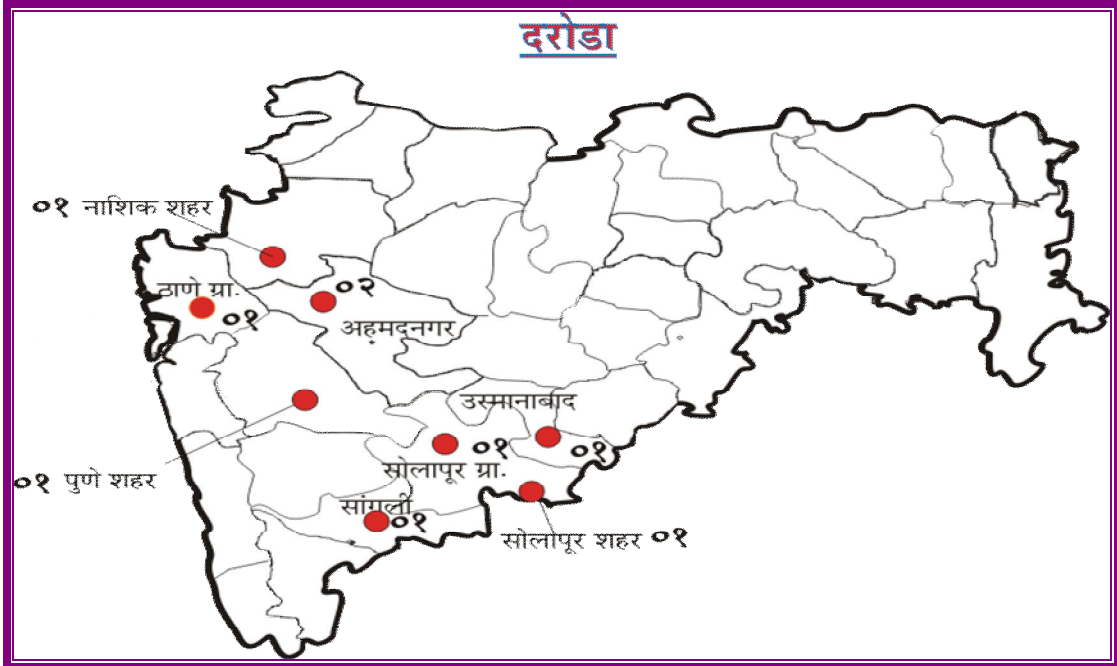 दरोडा
०१ नाशिक शहर
ठाणे ग्रा.
०१
०२
अहमदनगर
उस्मानाबाद
०१
०१
सोलापूर ग्रा.
०१ पुणे शहर
सांगली
०१
सोलापूर शहर ०१